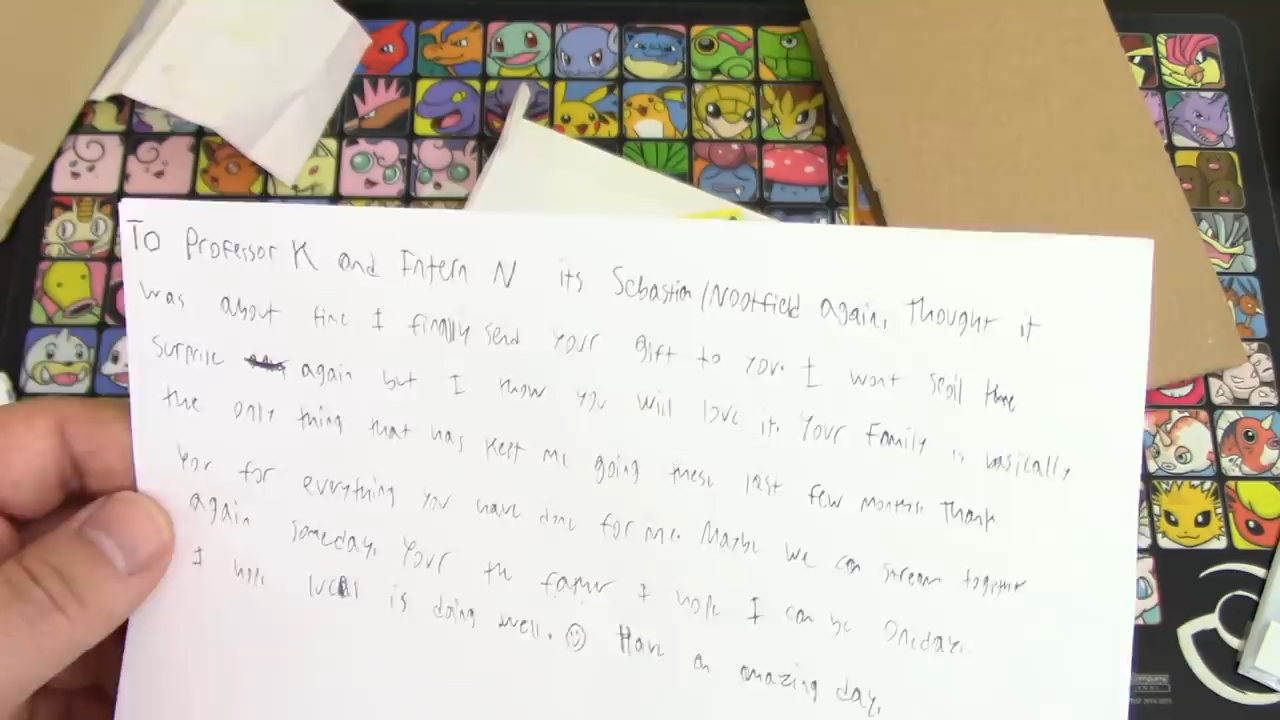 To Professor K and Intern N its Sebastian/Nootfield again, thought it
was about time I finally send your gift to you. I wont spoil the
surprise again but I know you will love it. Your family is basically
the only thing that has kept me going these last few months. Thank
you for evrything you have done for me. Maybe we can stream together
again someday. Your the father I hope I can be oneday.
I hope is doing well. Have an amazing day.